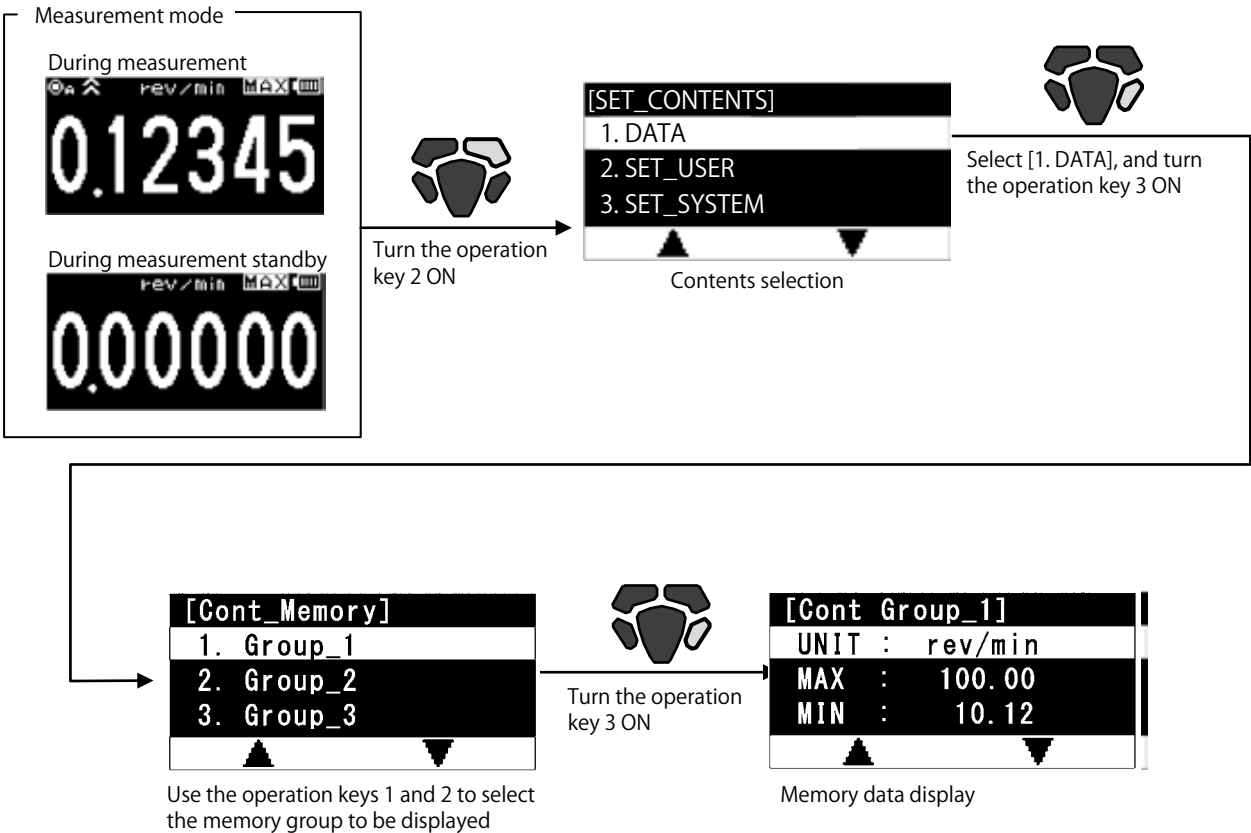 Measurement mode
During measurement
A rev/min MAX
0.12345
During measurement standby
rev/min MAX
0.00000
Turn the operation
key 2 ON
[SET_CONTENTS]
1. DATA
2. SET_USER
3. SET_SYSTEM
Contents selection
Select [1. DATA], and turn
the operation key 3 ON
[Cont_Memory]
1. Group_1
2. Group_2
3. Group_3
Use the operation keys 1 and 2 to select
the memory group to be displayed
Turn the operation
key 3 ON
[Cont Group_1]
UNIT : rev/min
MAX : 100.00
MIN : 10.12
Memory data display